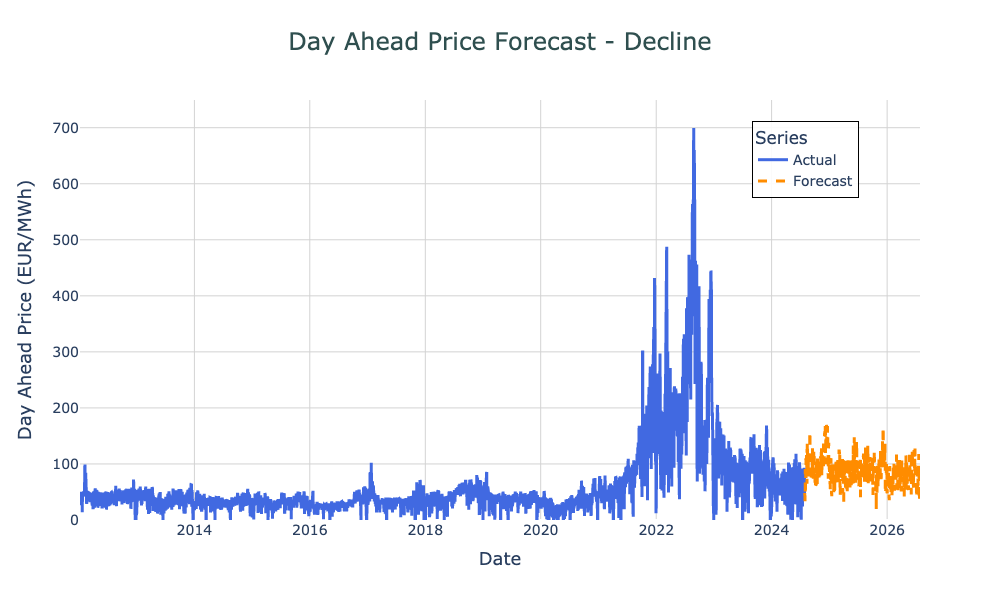 Day Ahead Price Forecast - Decline
Series
Actual
Forecast
Day Ahead Price (EUR/MWh)
700
600
500
400
300
200
100
0
2014
2016
2018
2020
2022
2024
2026
Date